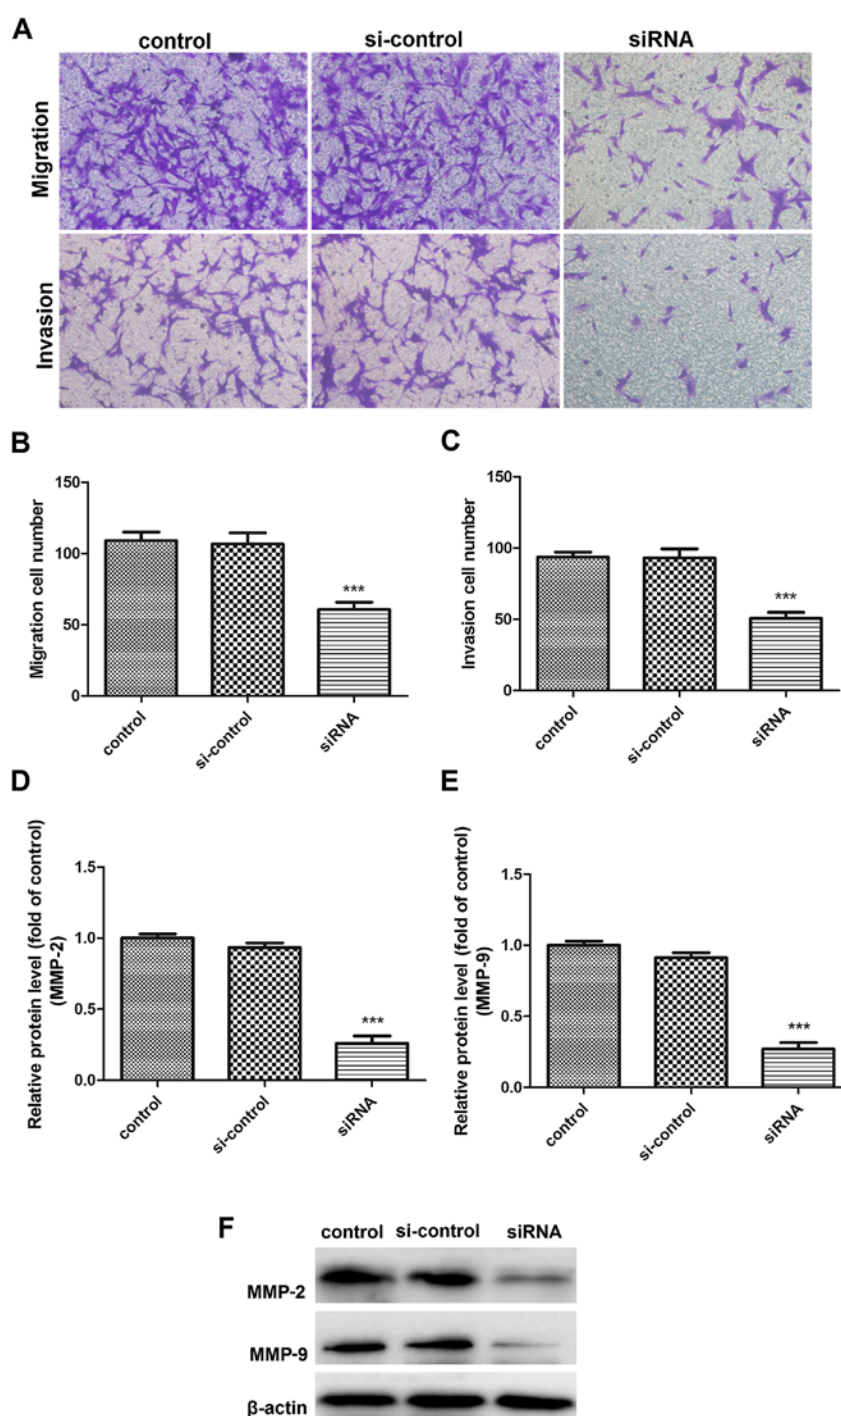 A
control si-control siRNA
Migration
Invasion
B
Migration cell number
150
100
50
0
control si-control siRNA
***
C
Invasion cell number
150
100
50
0
control si-control siRNA
***
D
Relative protein level (fold of control)
(MMP-2)
1.5
1.0
0.5
0.0
control si-control siRNA
***
E
Relative protein level (fold of control)
(MMP-9)
1.5
1.0
0.5
0.0
control si-control siRNA
***
F
control si-control siRNA
MMP-2
MMP-9
β-actin